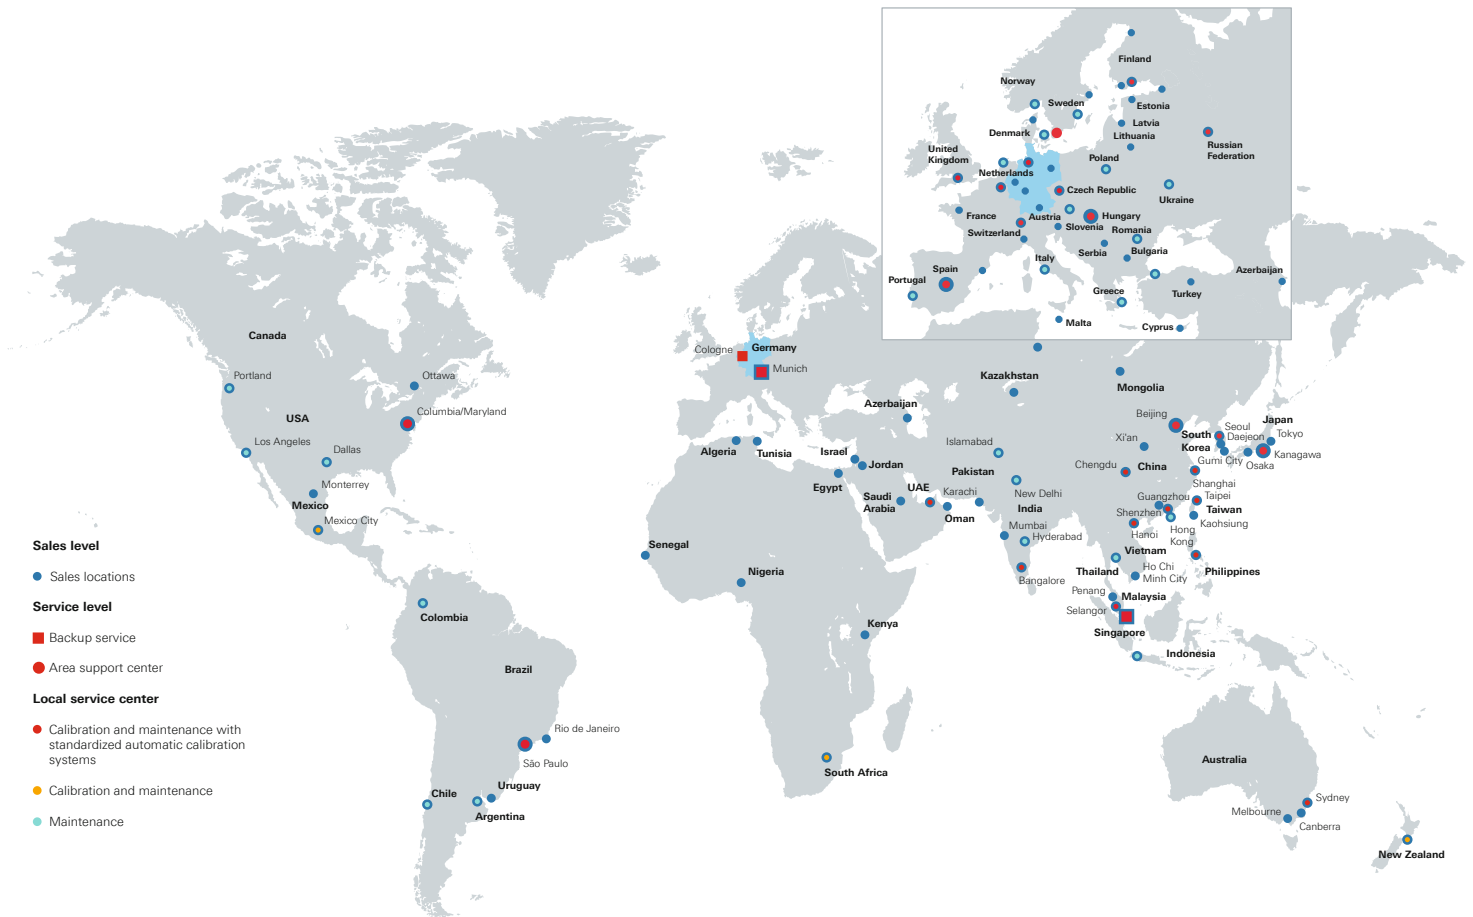 Finland
Norway
Sweden
Estonia
Denmark
Latvia
Lithuania
United
Kingdom
Russian
Federation
Poland
Netherlands
Czech Republic
Ukraine
France
Austria
Hungary
Switzerland
Slovenia
Romania
Serbia
Bulgaria
Italy
Spain
Portugal
Azerbaijan
Greece
Turkey
Malta
Cyprus
Canada
Portland
Ottawa
USA
Columbia/Maryland
Los Angeles
Dallas
Monterrey
Mexico
Mexico City
Cologne
Germany
Munich
Kazakhstan
Mongolia
Azerbaijan
Beijing
Japan
Seoul
South
Korea
Daejeon
Tokyo
Xi'an
Kanagawa
Islamabad
Gumi City
Osaka
Algeria
Tunisia
Israel
Jordan
Chengdu
China
Pakistan
Egypt
Shanghai
UAE
Karachi
New Delhi
Saudi
Arabia
Guangzhou
Taipei
India
Taiwan
Oman
Shenzhen
Kaohsiung
Mumbai
Hyderabad
Hanoi
Hong
Kong
Senegal
Vietnam
Nigeria
Bangalore
Thailand
Ho Chi
Minh City
Philippines
Penang
Malaysia
Selangor
Kenya
Singapore
Indonesia
Colombia
Brazil
Rio de Janeiro
São Paulo
South Africa
Australia
Uruguay
Chile
Argentina
Sydney
Melbourne
Canberra
New Zealand
Sales level
Sales locations
Service level
Backup service
Area support center
Local service center
Calibration and maintenance with
standardized automatic calibration
systems
Calibration and maintenance
Maintenance